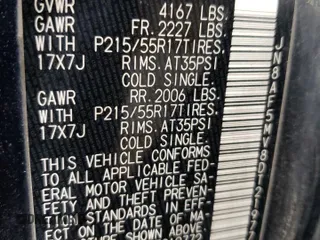 GVWR 4167 LBS.
GAWR FR. 2227 LBS.
WITH P215/55R17TIRES.
17X7J RIMS. AT35PSI
COLD SINGLE.
GAWR RR. 2006 LBS.
WITH P215/55R17TIRES.
17X7J RIMS. AT35PSI
COLD SINGLE.
THIS VEHICLE CONFORMS
TO ALL APPLICABLE FED-
ERAL MOTOR VEHICLE SA-
FETY AND THEFT PREVEN-
TION STANDARDS IN EFF-
ECT ON THE DATE OF MA-